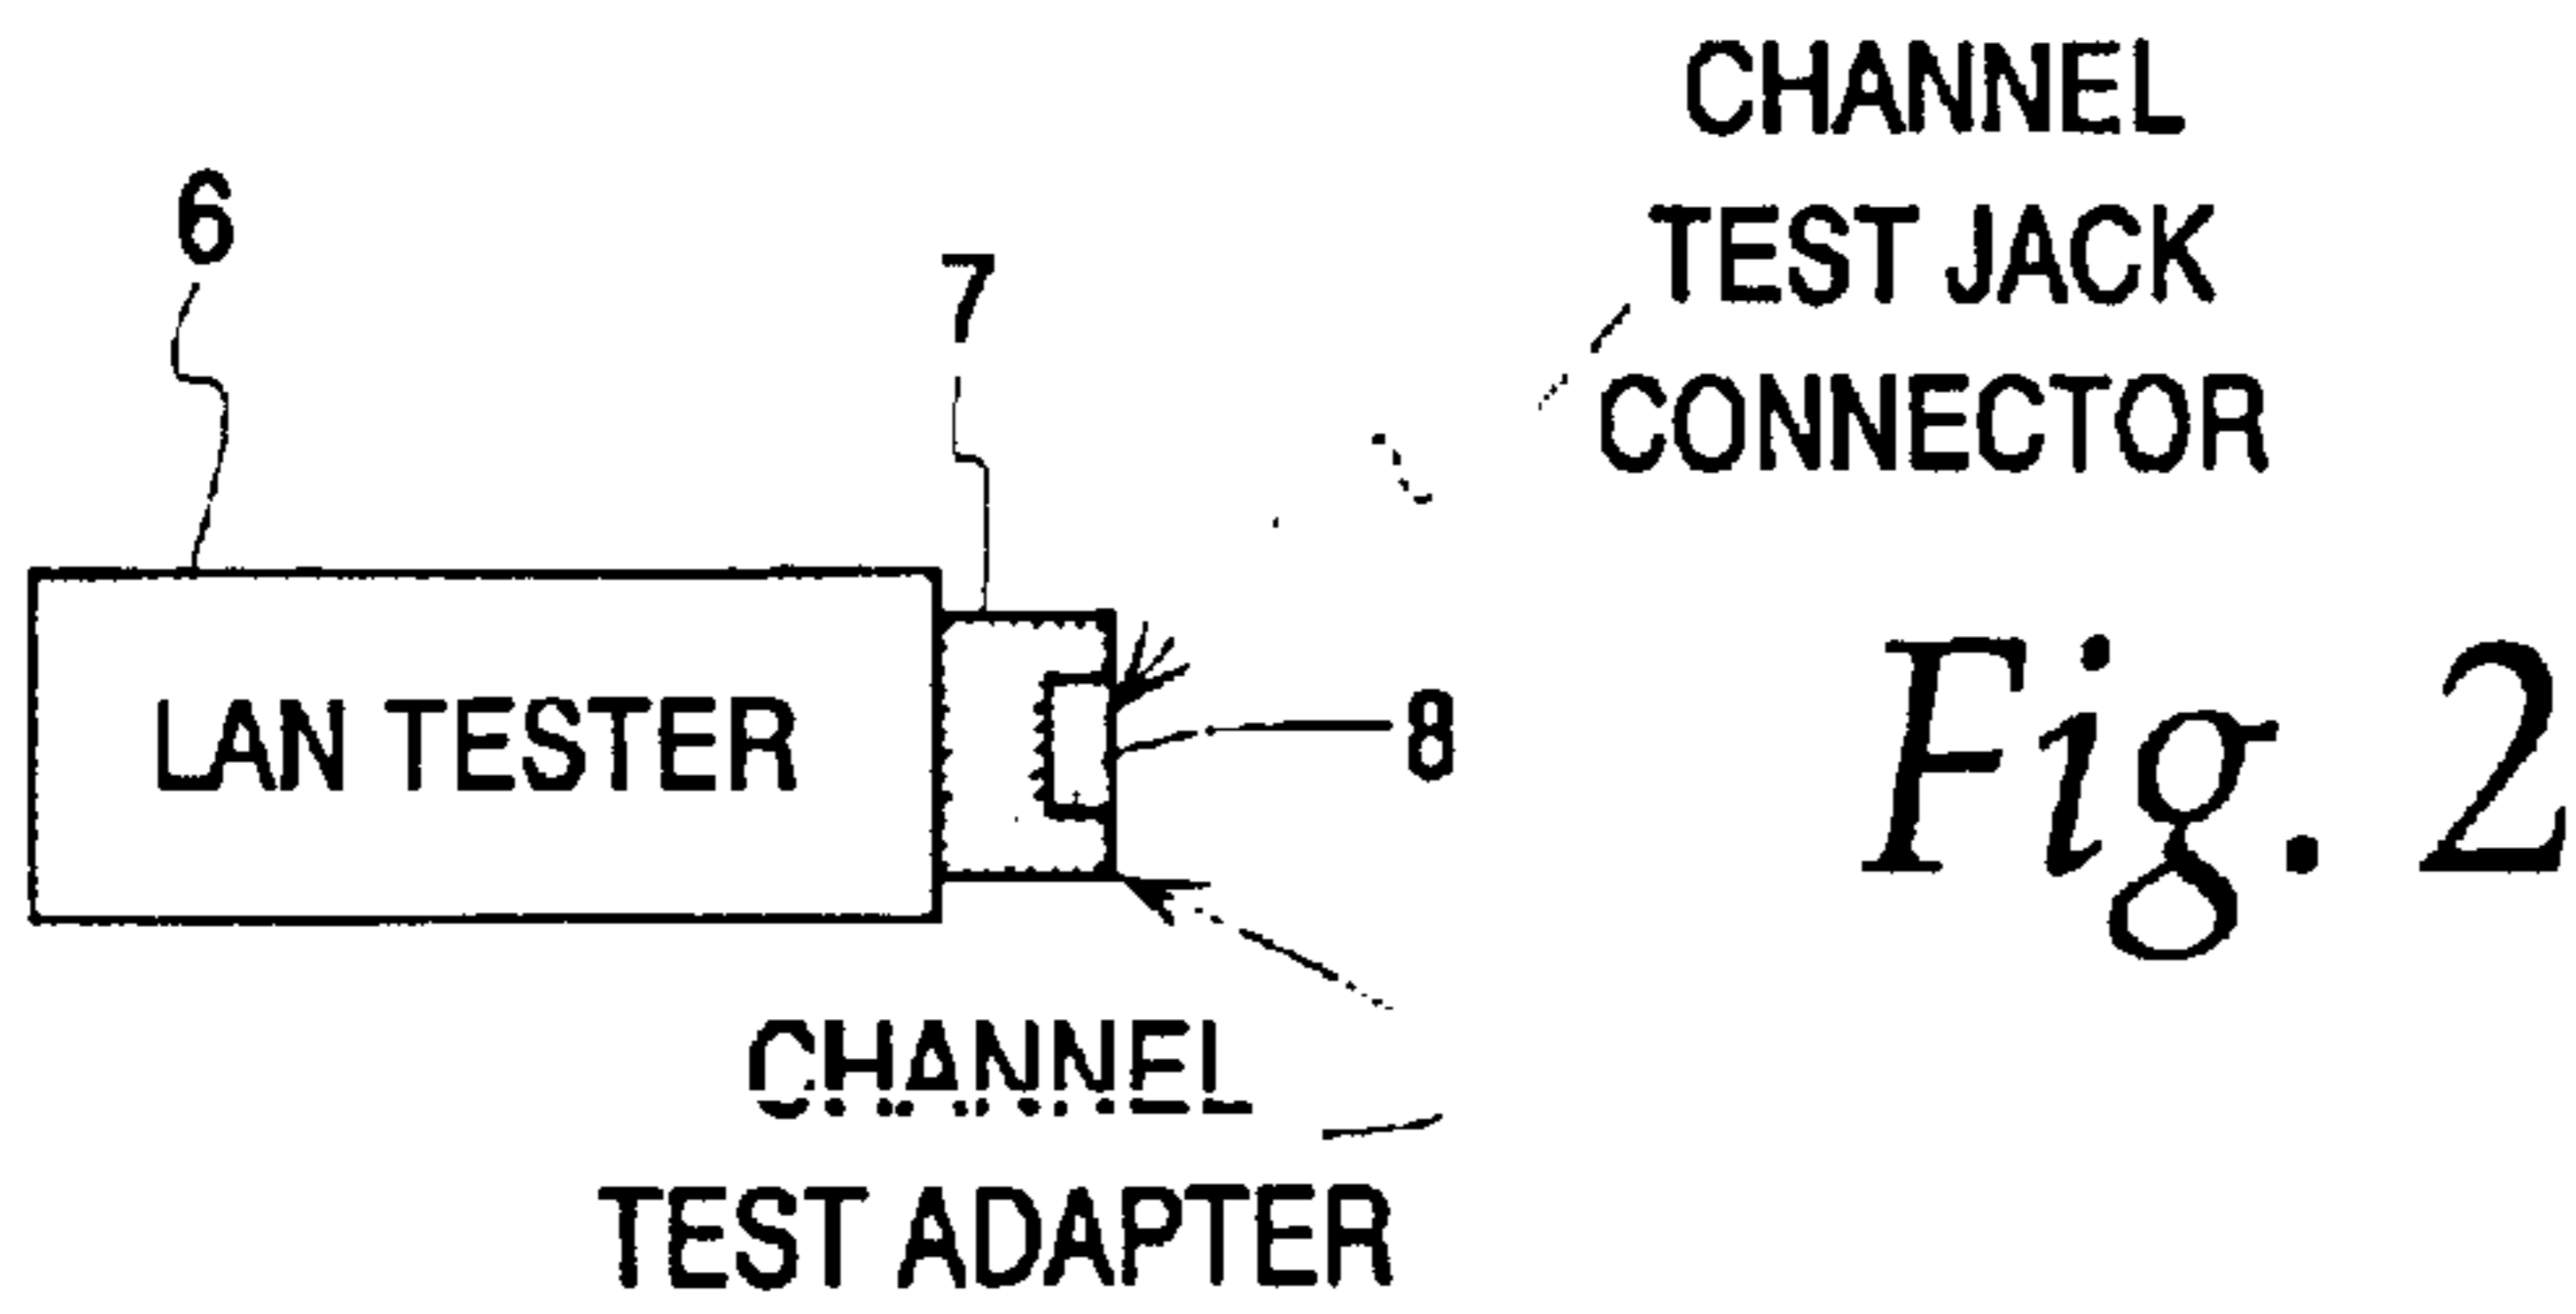 CHANNEL
TEST JACK
CONNECTOR
6
7
LAN TESTER
8
Fig. 2
CHANNEL
TEST ADAPTER